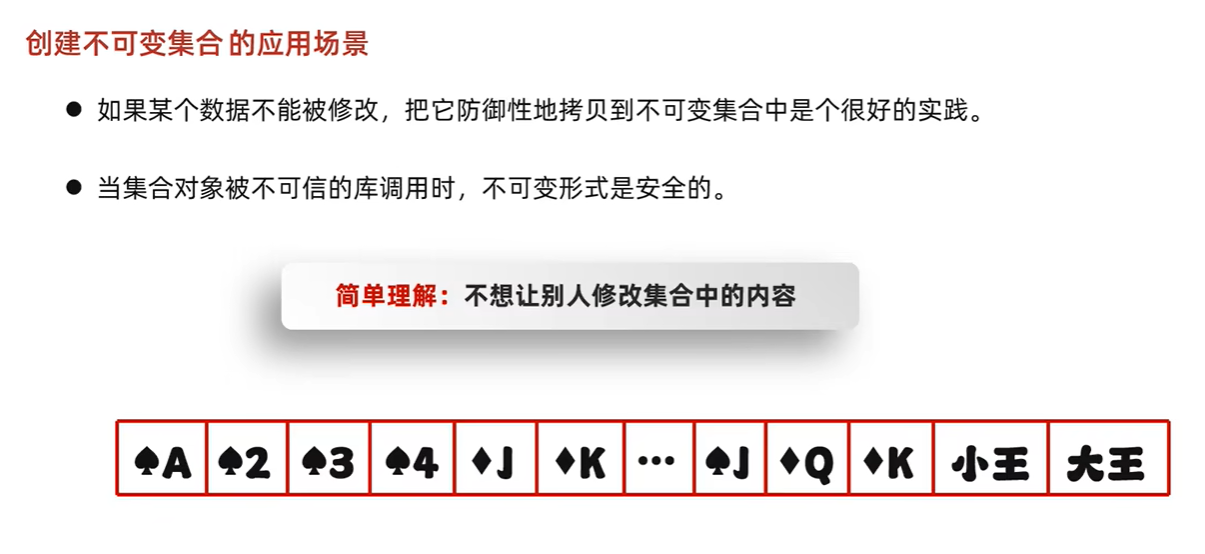 创建不可变集合的应用场景
● 如果某个数据不能被修改，把它防御性地拷贝到不可变集合中是个很好的实践。
● 当集合对象被不可信的库调用时，不可变形式是安全的。
简单理解：不想让别人修改集合中的内容
♠A ♠2 ♠3 ♠4 ♦J ♦K ··· ♠J ♦Q ♦K 小王 大王